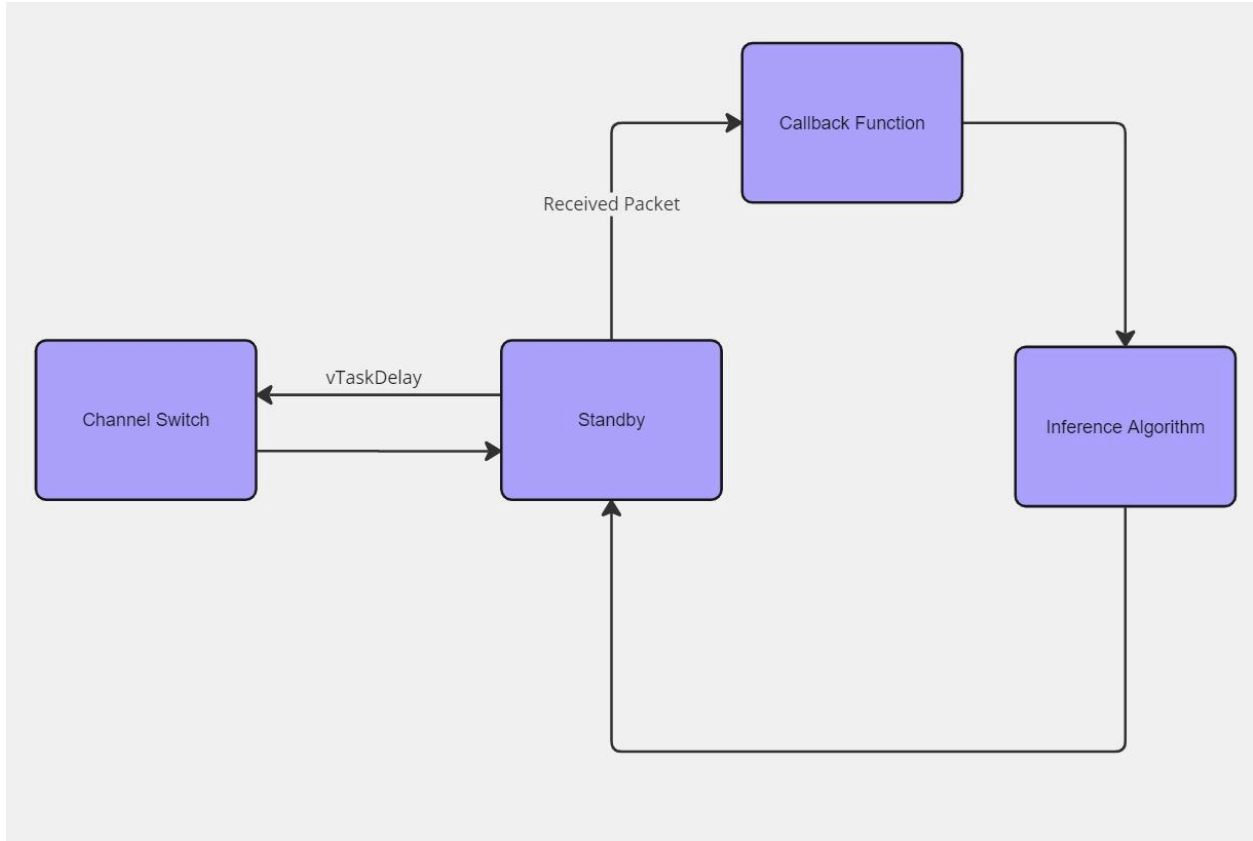 Callback Function
Received Packet
vTaskDelay
Channel Switch
Standby
Inference Algorithm